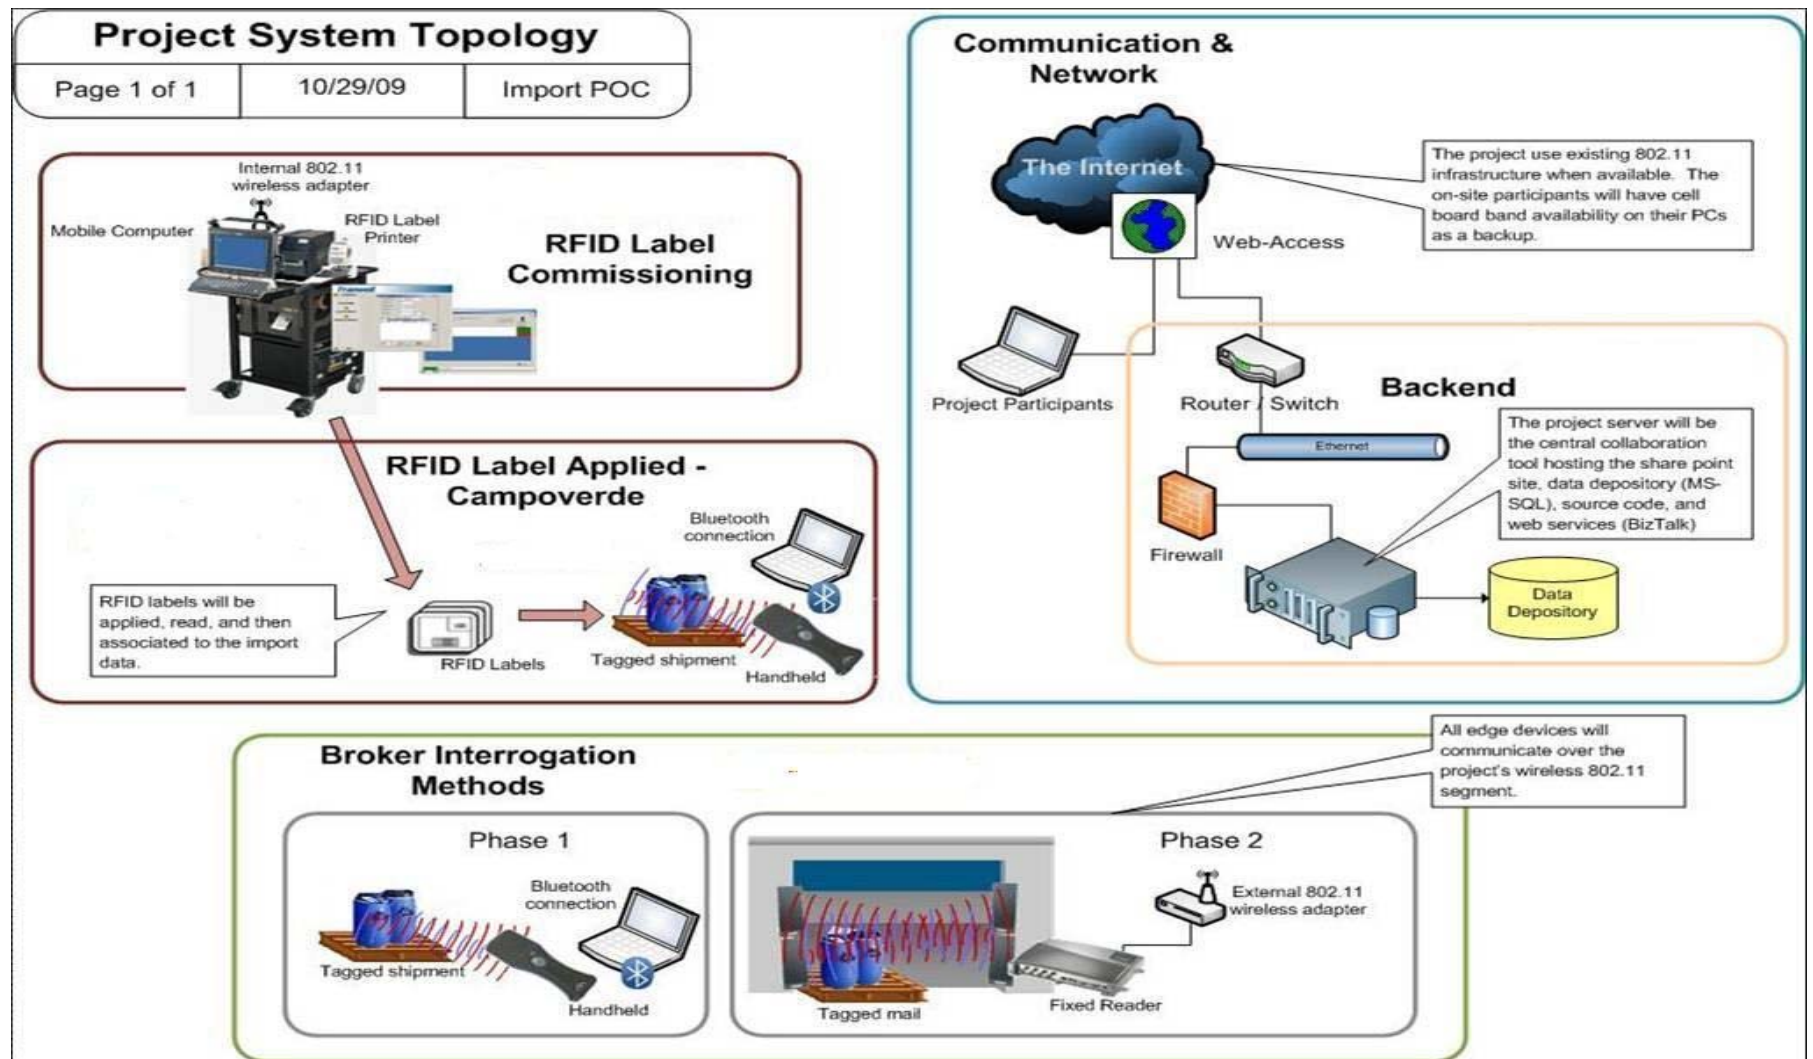 Project System Topology
Page 1 of 1
10/29/09
Import POC
Internal 802.11
wireless adapter
Mobile Computer
RFID Label
Printer
RFID Label
Commissioning
RFID Label Applied -
Campoverde
Bluetooth
connection
RFID labels will be
applied, read, and then
associated to the import
data.
RFID Labels
Tagged shipment
Handheld
Communication &
Network
The Internet
Web-Access
The project use existing 802.11
infrastructure when available. The
on-site participants will have cell
board band availability on their PCs
as a backup.
Project Participants
Router / Switch
Backend
Ethernet
Firewall
The project server will be
the central collaboration
tool hosting the share point
site, data depository (MS-
SQL), source code, and
web services (BizTalk)
Data
Depository
Broker Interrogation
Methods
All edge devices will
communicate over the
project's wireless 802.11
segment.
Phase 1
Bluetooth
connection
Tagged shipment
Handheld
Phase 2
External 802.11
wireless adapter
Tagged mail
Fixed Reader